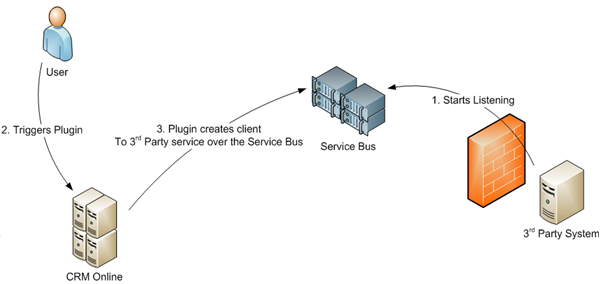 User
1. Starts Listening
2. Triggers Plugin
3. Plugin creates client
To 3rd Party service over the Service Bus
Service Bus
3rd Party System
CRM Online